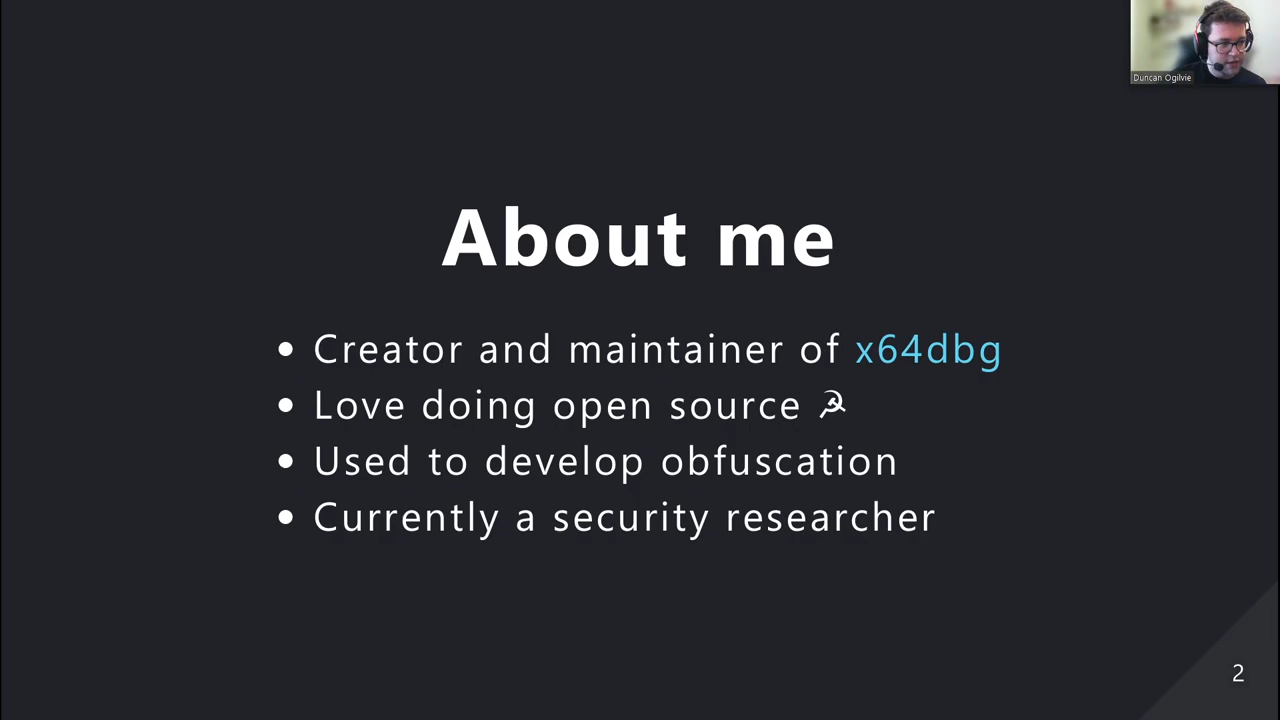 Duncan Ogilvie
About me
• Creator and maintainer of x64dbg
• Love doing open source ☭
• Used to develop obfuscation
• Currently a security researcher
2